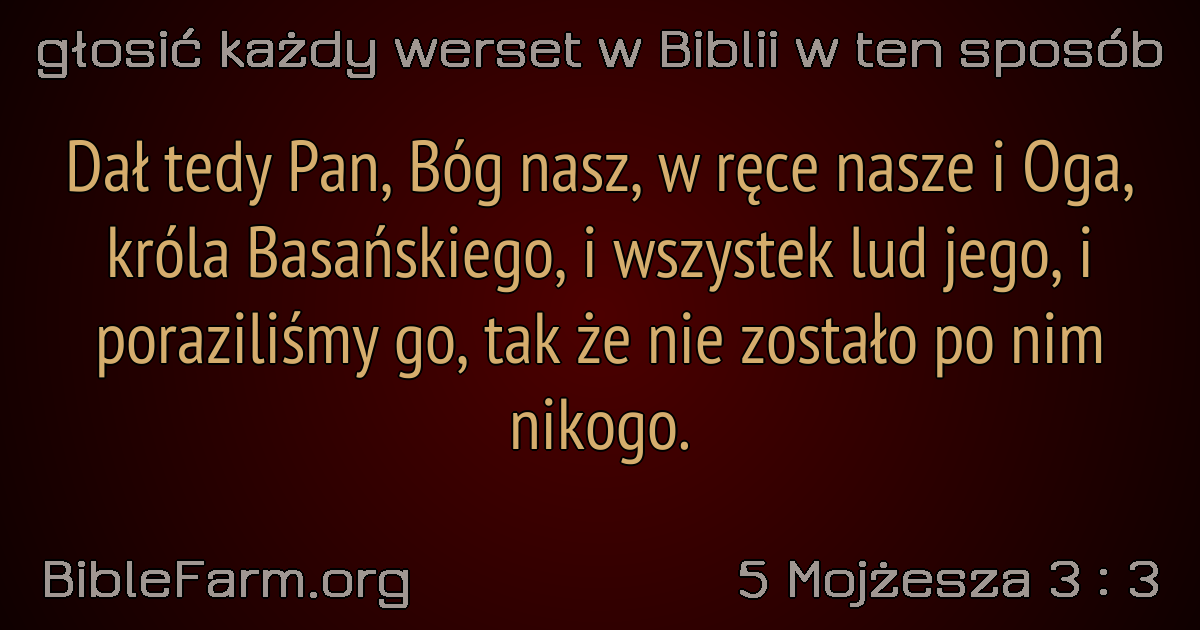 głosić każdy werset w Biblii w ten sposób
Dał tedy Pan, Bóg nasz, w ręce nasze i Oga,
króla Basańskiego, i wszystek lud jego, i
poraziliśmy go, tak że nie zostało po nim
nikogo.
BibleFarm.org
5 Mojżesza 3 : 3